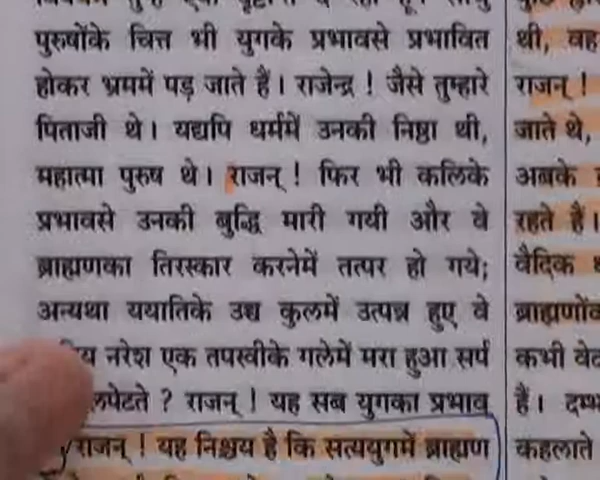 पुरुषोंके चित्त भी युगके प्रभावसे प्रभावित
होकर भ्रममें पड़ जाते हैं। राजेन्द्र ! जैसे तुम्हारे
पिताजी थे। यद्यपि धर्ममें उनकी निष्ठा थी,
महात्मा पुरुष थे। राजन् ! फिर भी कलिके
प्रभावसे उनकी बुद्धि मारी गयी और वे
ब्राह्मणका तिरस्कार करनेमें तत्पर हो गये;
अन्यथा ययातिके उच्च कुलमें उत्पन्न हुए वे
नरेश एक तपस्वीके गलेमें मरा हुआ सर्प
लपेटते ? राजन् ! यह सब युगका प्रभाव
राजन् ! यह निश्चय है कि सत्ययुगमें ब्राह्मण
थी, वह
राजन् !
जाते थे,
अबके
रहते हैं।
वैदिक
कभी
हैं।
कहलाते